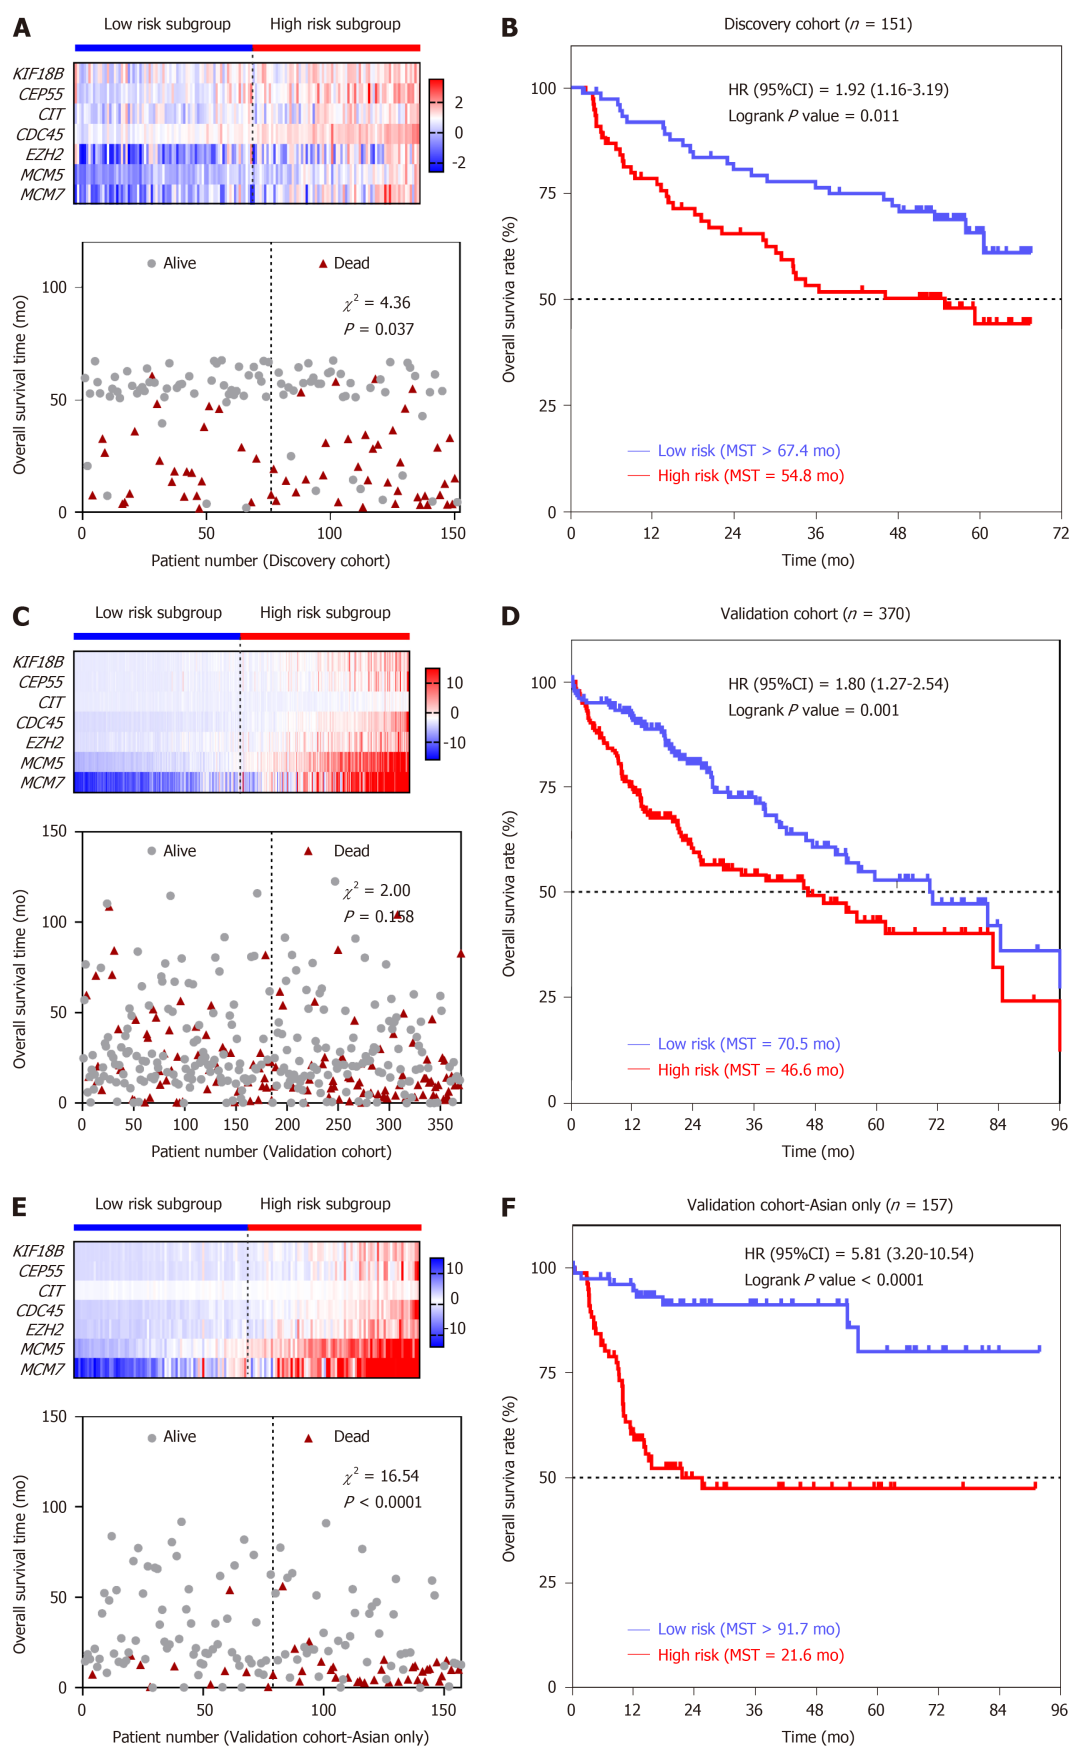 A
Low risk subgroup High risk subgroup
KIF18B
CEP55
CIT
CDC45
EZH2
MCM5
MCM7
2
0
-2
Alive Dead
χ2 = 4.36
P = 0.037
Overall survival time (mo)
100
50
0
0 50 100 150
Patient number (Discovery cohort)
B
Discovery cohort (n = 151)
HR (95%CI) = 1.92 (1.16-3.19)
Logrank P value = 0.011
Overall surviva rate (%)
100
75
50
25
0
Low risk (MST > 67.4 mo)
High risk (MST = 54.8 mo)
0 12 24 36 48 60 72
Time (mo)
C
Low risk subgroup High risk subgroup
KIF18B
CEP55
CIT
CDC45
EZH2
MCM5
MCM7
10
0
-10
Alive Dead
χ2 = 2.00
P = 0.158
Overall survival time (mo)
150
100
50
0
0 50 100 150 200 250 300 350
Patient number (Validation cohort)
D
Validation cohort (n = 370)
HR (95%CI) = 1.80 (1.27-2.54)
Logrank P value = 0.001
Overall surviva rate (%)
100
75
50
25
0
Low risk (MST = 70.5 mo)
High risk (MST = 46.6 mo)
0 12 24 36 48 60 72 84 96
Time (mo)
E
Low risk subgroup High risk subgroup
KIF18B
CEP55
CIT
CDC45
EZH2
MCM5
MCM7
10
0
-10
Alive Dead
χ2 = 16.54
P < 0.0001
Overall survival time (mo)
150
100
50
0
0 50 100 150
Patient number (Validation cohort-Asian only)
F
Validation cohort-Asian only (n = 157)
HR (95%CI) = 5.81 (3.20-10.54)
Logrank P value < 0.0001
Overall surviva rate (%)
100
75
50
25
0
Low risk (MST > 91.7 mo)
High risk (MST = 21.6 mo)
0 12 24 36 48 60 72 84 96
Time (mo)